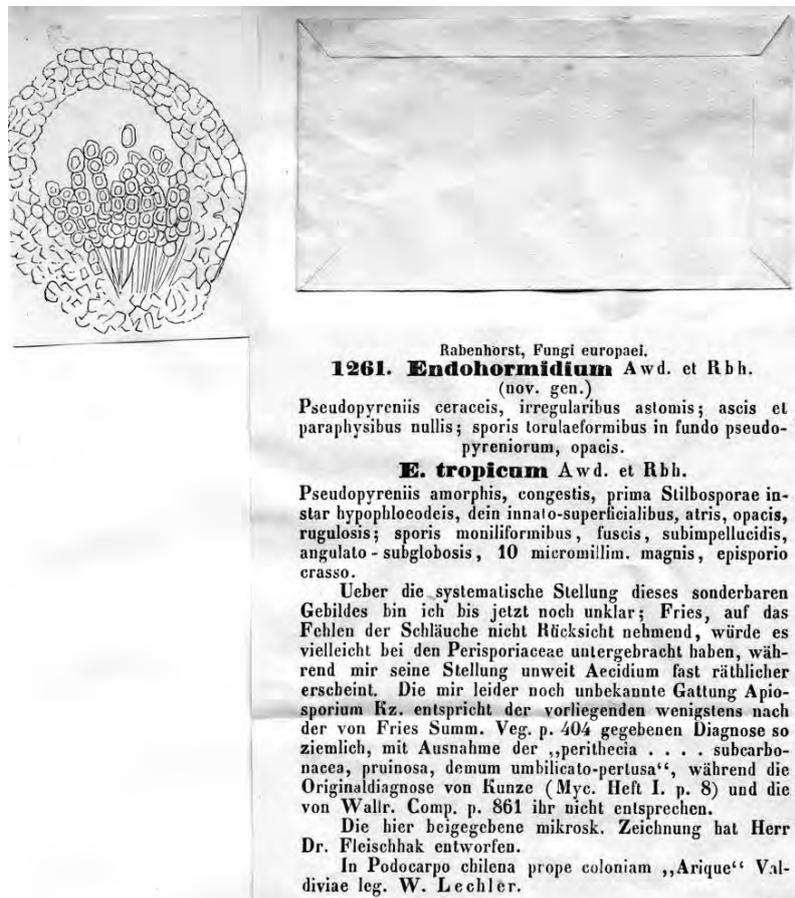 Rabenhorst, Fungi europaei.
1261. Endohormidium Awd. et Rbh.
(nov. gen.)
Pseudopyreniis ceraceis, irregularibus astomis; ascis et
paraphysibus nullis; sporis torulaeformibus in fundo pseudo-
pyreniorum, opacis.
E. tropicum Awd. et Rbh.
Pseudopyreniis amorphis, congestis, prima Stilbosporae in-
star hypophloeodeis, dein innato-superficialibus, atris, opacis,
rugulosis; sporis moniliformibus, fuscis, subimpellucidis,
angulato-subglobosis, 10 micromillim. magnis, episporio
crasso.
Ueber die systematische Stellung dieses sonderbaren
Gebildes bin ich bis jetzt noch unklar; Fries, auf das
Fehlen der Schläuche nicht Rücksicht nehmend, würde es
vielleicht bei den Perisporiaceae untergebracht haben, wäh-
rend mir seine Stellung unweit Aecidium fast räthlicher
erscheint. Die mir leider noch unbekannte Gattung Apio-
sporium Kz. entspricht der vorliegenden wenigstens nach
der von Fries Summ. Veg. p. 404 gegebenen Diagnose so
ziemlich, mit Ausnahme der „perithecia . . . . subcarbo-
nacea, pruinosa, demum umbilicato-pertusa“, während die
Originaldiagnose von Kunze (Myc. Heft I. p. 8) und die
von Wallr. Comp. p. 861 ihr nicht entsprechen.
Die hier beigegebene mikrosk. Zeichnung hat Herr
Dr. Fleischhak entworfen.
In Podocarpo chilena prope coloniam „Arique“ Val-
diviae leg. W. Lechler.